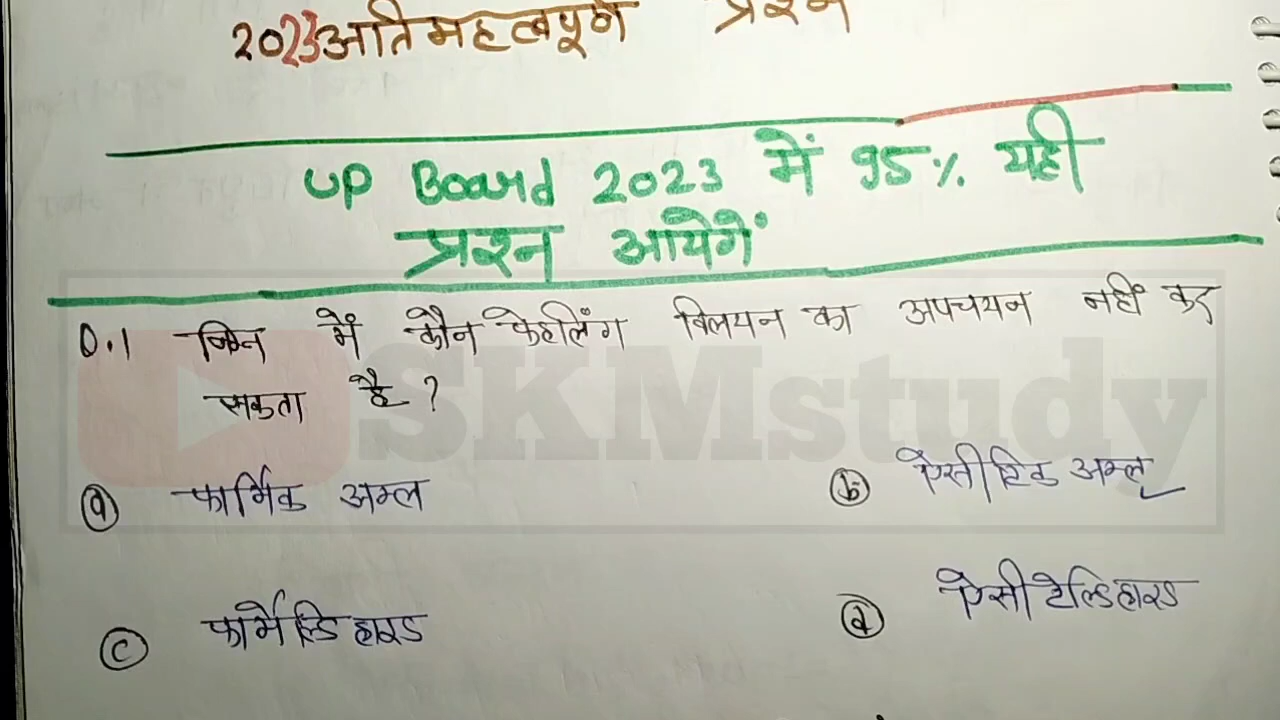 2023 अतिमहत्वपूर्ण प्रश्न
UP Board 2023 में 95% यही
प्रश्न आयेगें
Q.1 निम्न में कौन फेहलिंग विलयन का अपचयन नहीं कर
सकता है ?
SKMstudy
(a) फार्मिक अम्ल
(b) ऐसीटिक अम्ल
(c) फार्मेल्डिहाइड
(d) ऐसीटेल्डिहाइड